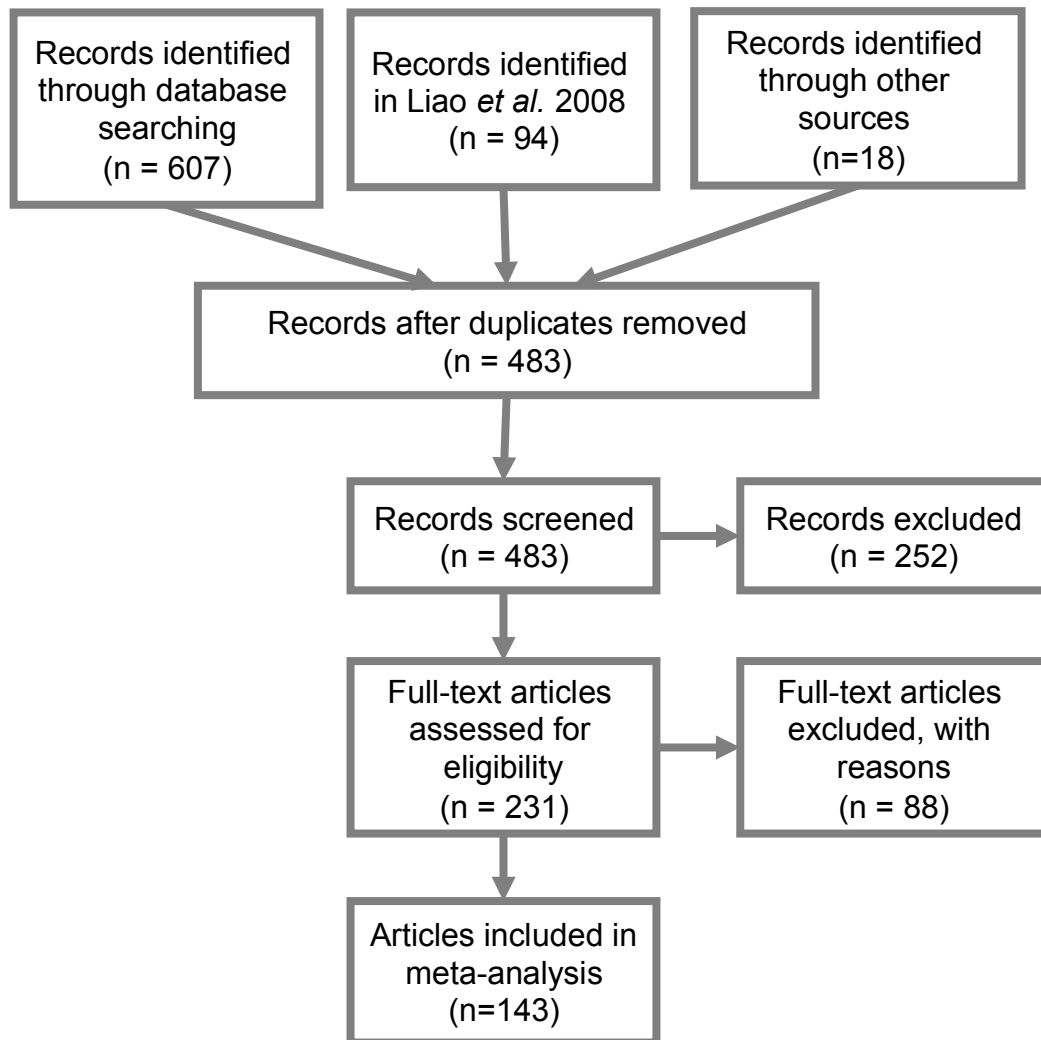 Records identified
through database
searching
(n = 607)
Records identified
in Liao et al. 2008
(n = 94)
Records identified
through other
sources
(n=18)
Records after duplicates removed
(n = 483)
Records screened
(n = 483)
Records excluded
(n = 252)
Full-text articles
assessed for
eligibility
(n = 231)
Full-text articles
excluded, with
reasons
(n = 88)
Articles included in
meta-analysis
(n=143)